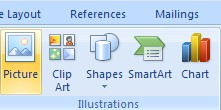 e Layout References Mailings
Picture Clip Art Shapes SmartArt Chart
Illustrations